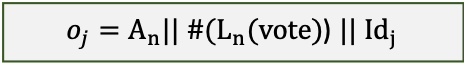 oⱼ = Aₙ|| #(Lₙ(vote)) || Idⱼ